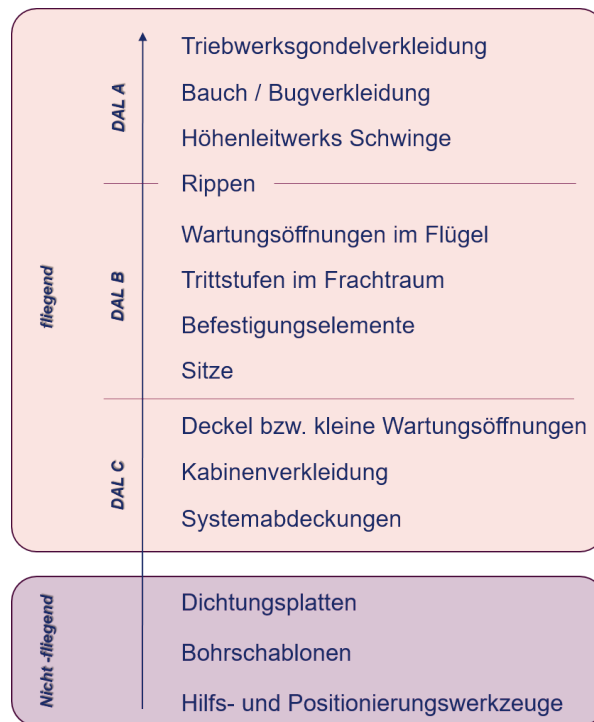 fliegend
DAL A
Triebwerksgondelverkleidung
Bauch / Bugverkleidung
Höhenleitwerks Schwinge
Rippen
DAL B
Wartungsöffnungen im Flügel
Trittstufen im Frachtraum
Befestigungselemente
Sitze
DAL C
Deckel bzw. kleine Wartungsöffnungen
Kabinenverkleidung
Systemabdeckungen
Nicht -fliegend
Dichtungsplatten
Bohrschablonen
Hilfs- und Positionierungswerkzeuge